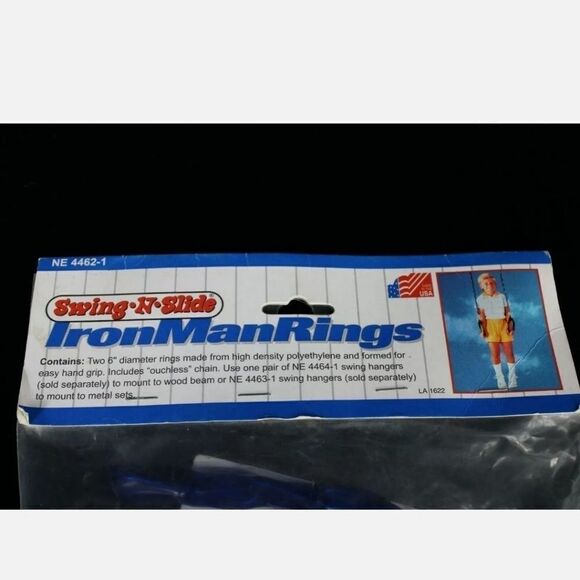 NE 4462-1
Swing·N·Slide
IronManRings
Contains: Two 6" diameter rings made from high density polyethylene and formed for
easy hand grip. Includes "ouchless" chain. Use one pair of NE 4464-1 swing hangers
(sold separately) to mount to wood beam or NE 4463-1 swing hangers (sold separately)
to mount to metal sets.
USA
LA 1622